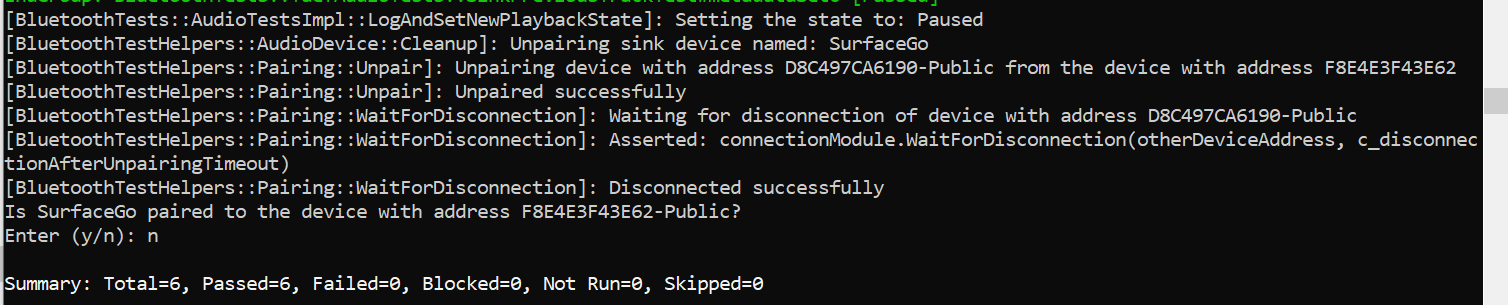 [BluetoothTests::AudioTestsImpl::LogAndSetNewPlaybackState]: Setting the state to: Paused
[BluetoothTestHelpers::AudioDevice::Cleanup]: Unpairing sink device named: SurfaceGo
[BluetoothTestHelpers::Pairing::Unpair]: Unpairing device with address D8C497CA6190-Public from the device with address F8E4E3F43E62
[BluetoothTestHelpers::Pairing::Unpair]: Unpaired successfully
[BluetoothTestHelpers::Pairing::WaitForDisconnection]: Waiting for disconnection of device with address D8C497CA6190-Public
[BluetoothTestHelpers::Pairing::WaitForDisconnection]: Asserted: connectionModule.WaitForDisconnection(otherDeviceAddress, c_disconnec
tionAfterUnpairingTimeout)
[BluetoothTestHelpers::Pairing::WaitForDisconnection]: Disconnected successfully
Is SurfaceGo paired to the device with address F8E4E3F43E62-Public?
Enter (y/n): n
Summary: Total=6, Passed=6, Failed=0, Blocked=0, Not Run=0, Skipped=0